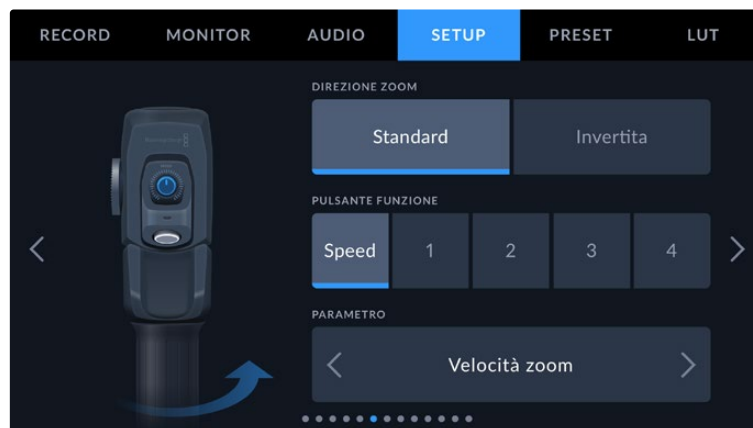 RECORD MONITOR AUDIO SETUP PRESET LUT
DIREZIONE ZOOM
Standard Invertita
PULSANTE FUNZIONE
Speed 1 2 3 4
PARAMETRO
Velocità zoom